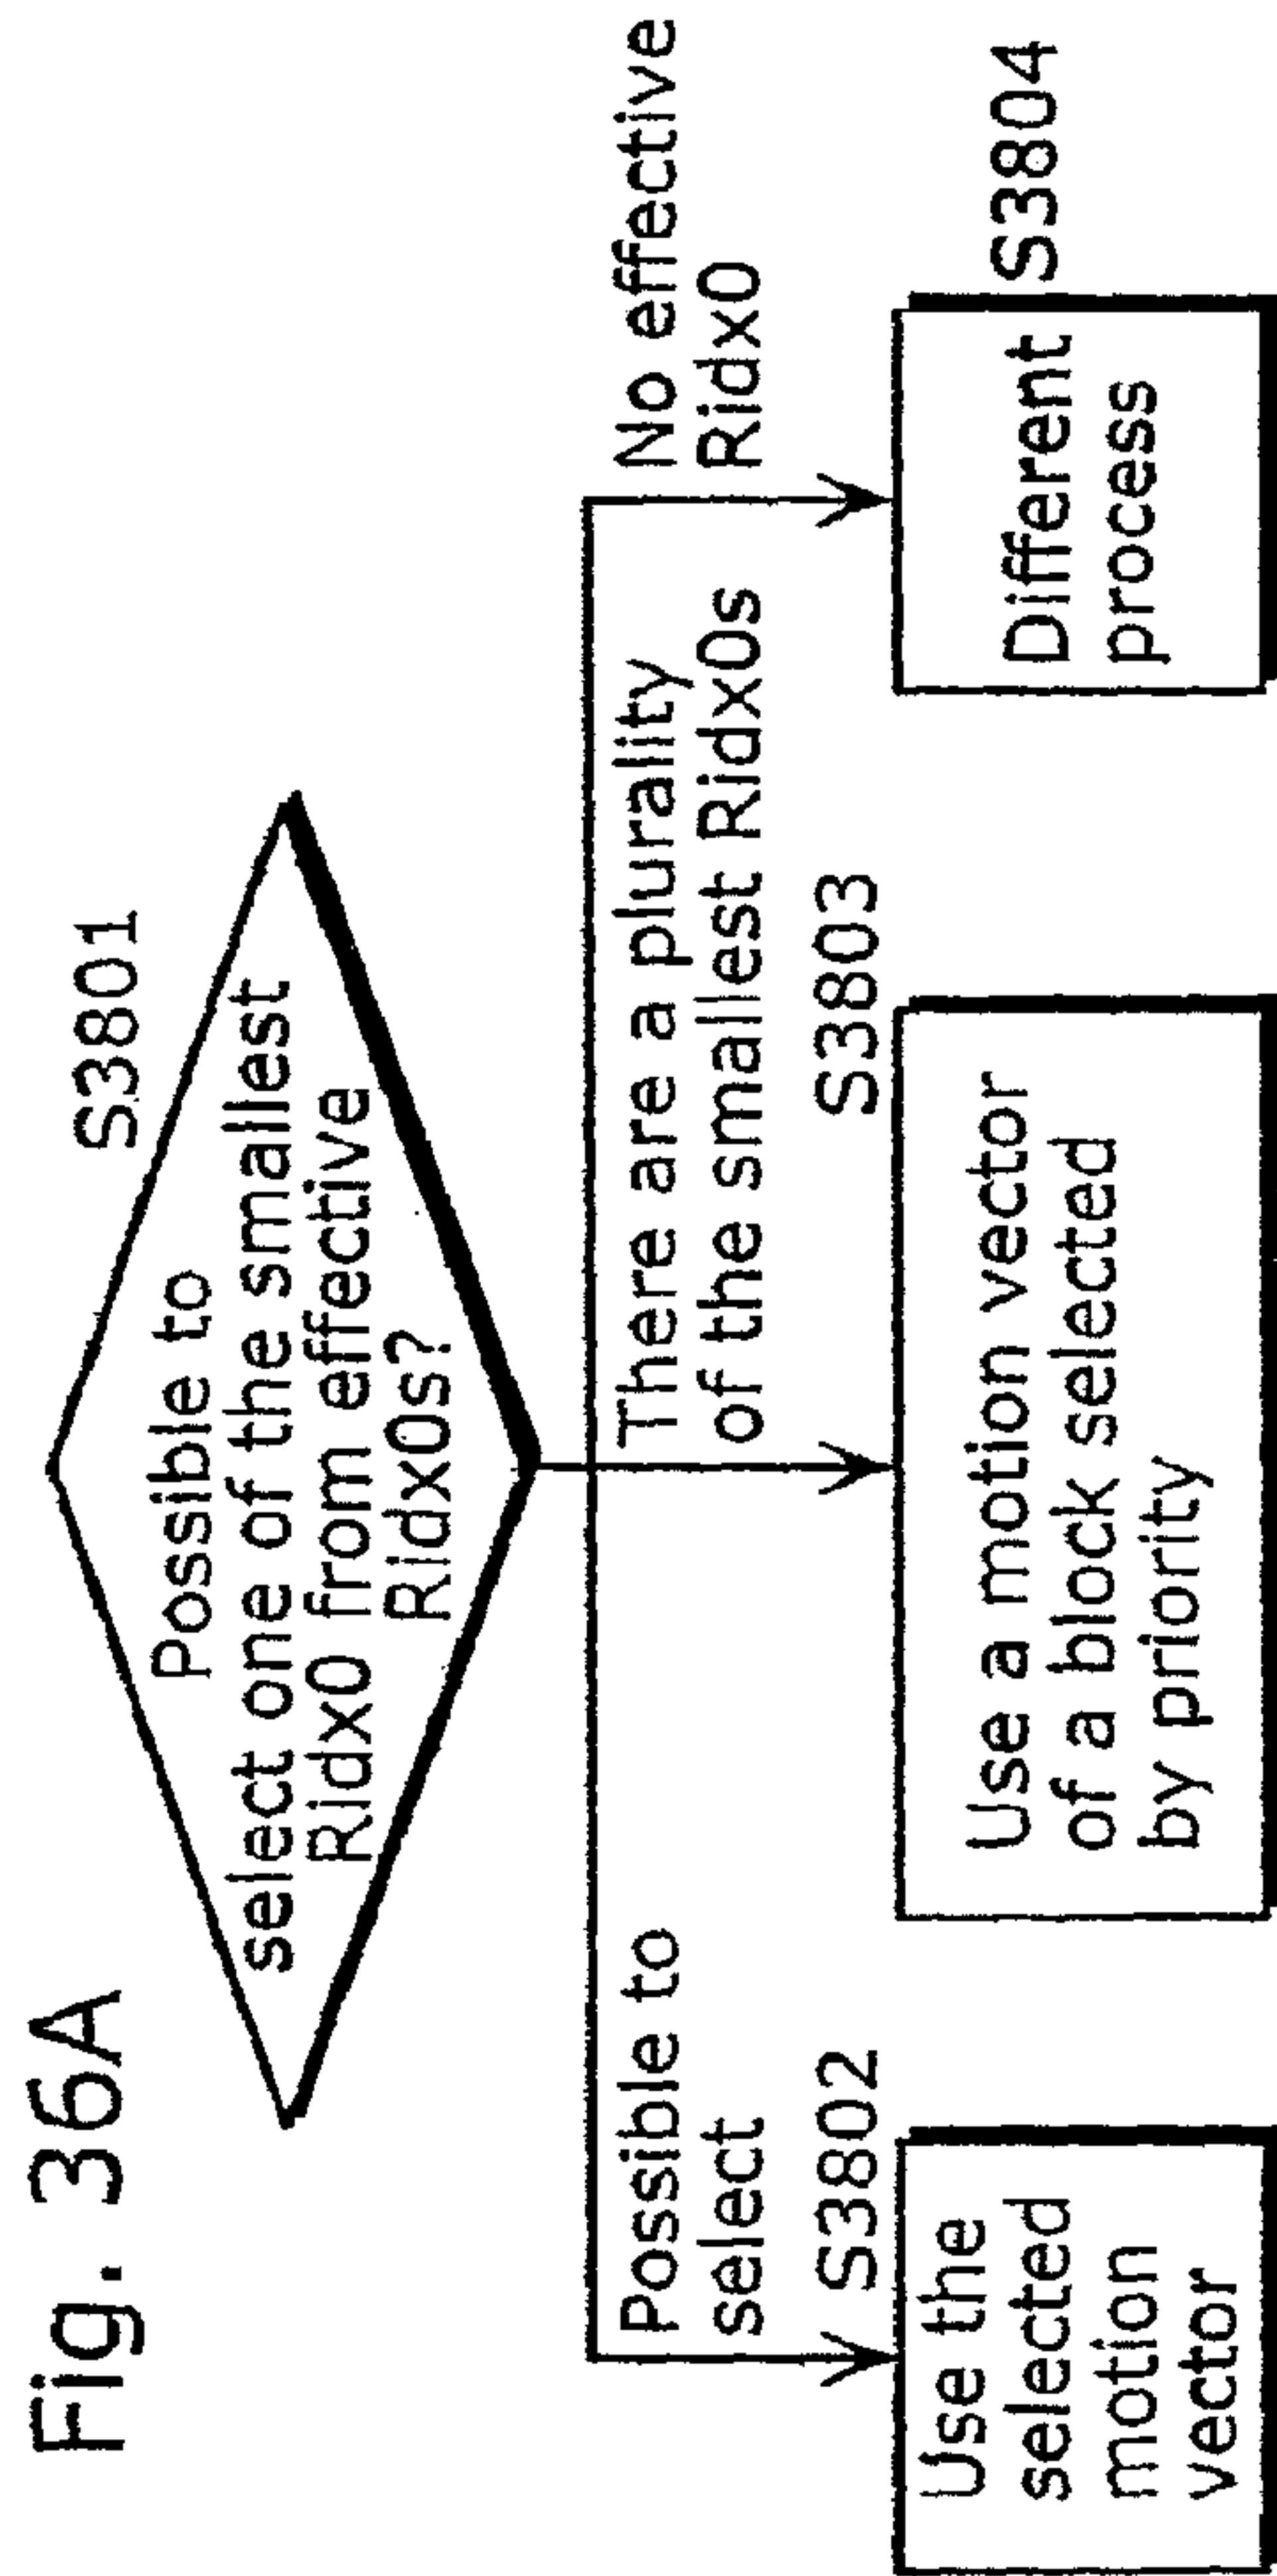 Fig. 36A
S3801
Possible to
select one of the smallest
Ridx0 from effective
Ridx0s?
Possible to
select
There are a plurality
of the smallest Ridx0s
No effective
Ridx0
S3802
Use the
selected
motion
vector
S3803
Use a motion vector
of a block selected
by priority
S3804
Different
process